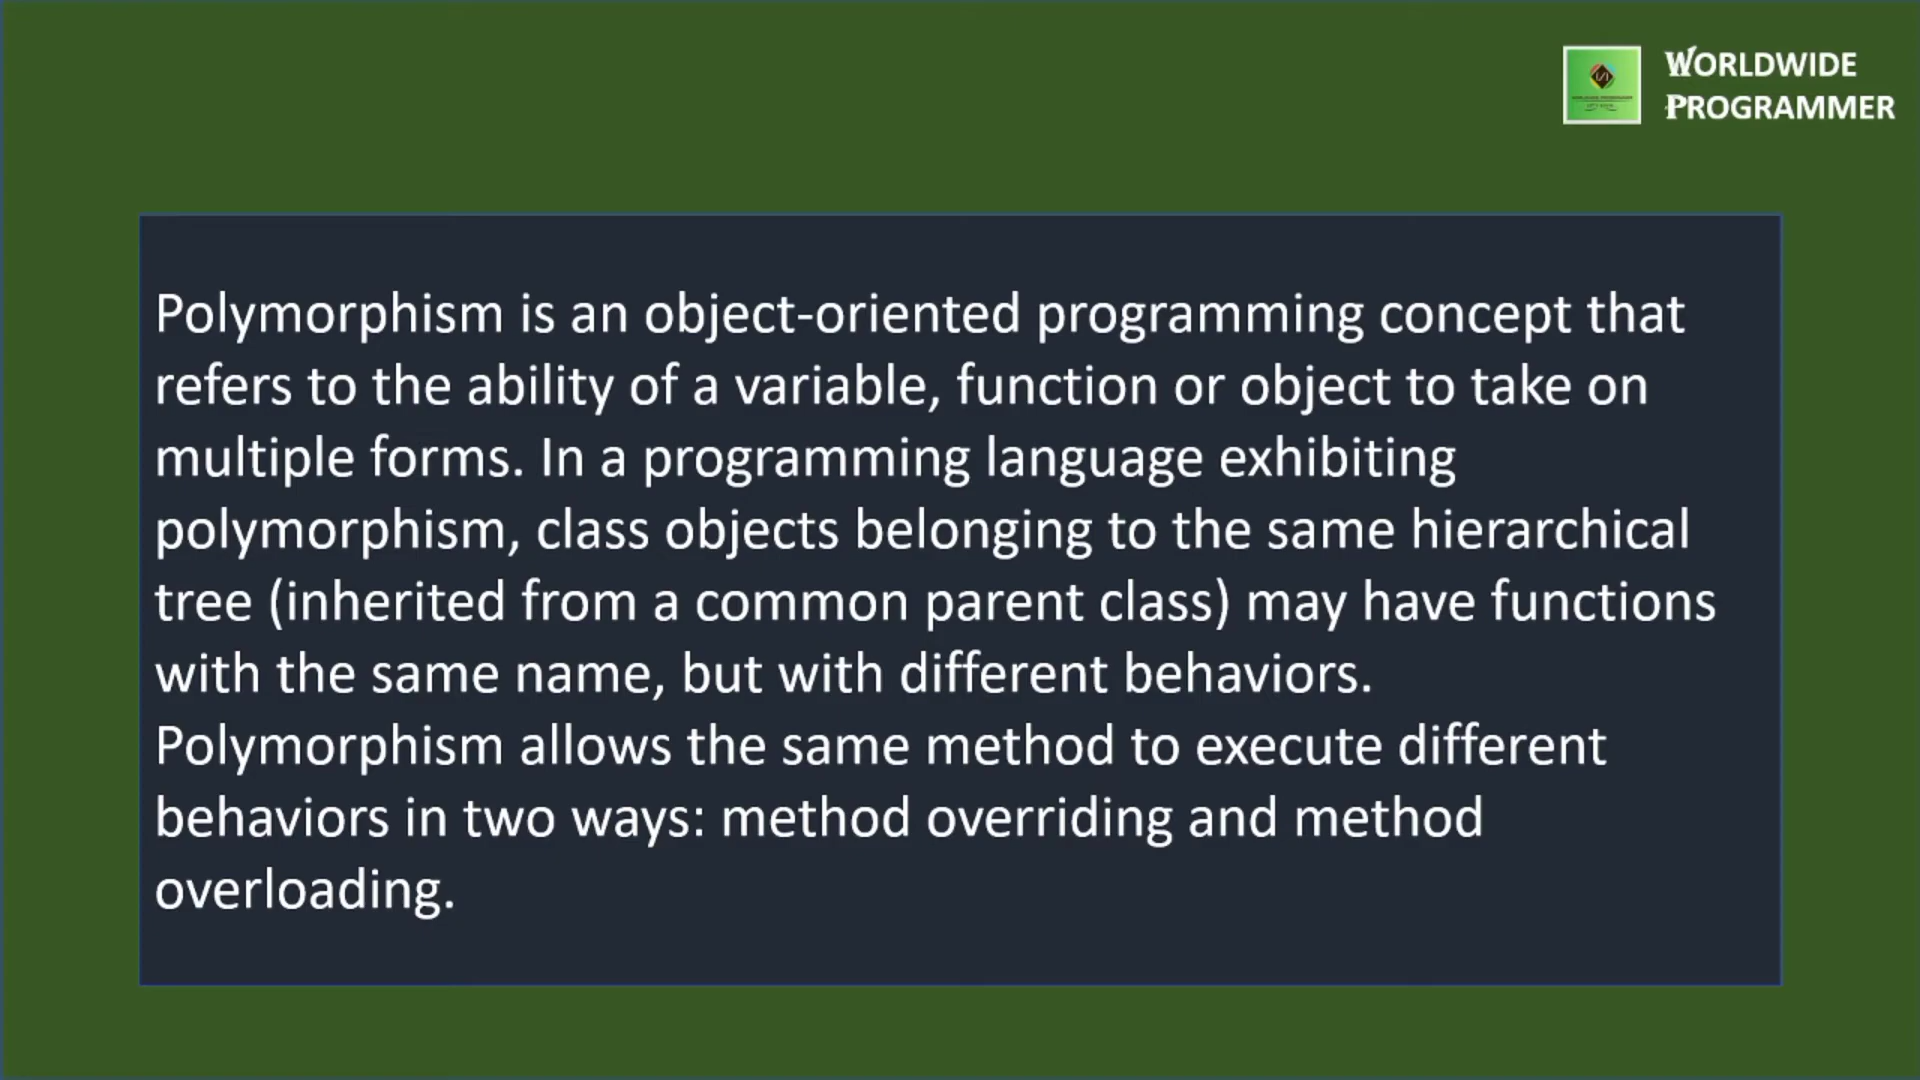 WORLDWIDE
PROGRAMMER
Polymorphism is an object-oriented programming concept that
refers to the ability of a variable, function or object to take on
multiple forms. In a programming language exhibiting
polymorphism, class objects belonging to the same hierarchical
tree (inherited from a common parent class) may have functions
with the same name, but with different behaviors.
Polymorphism allows the same method to execute different
behaviors in two ways: method overriding and method
overloading.